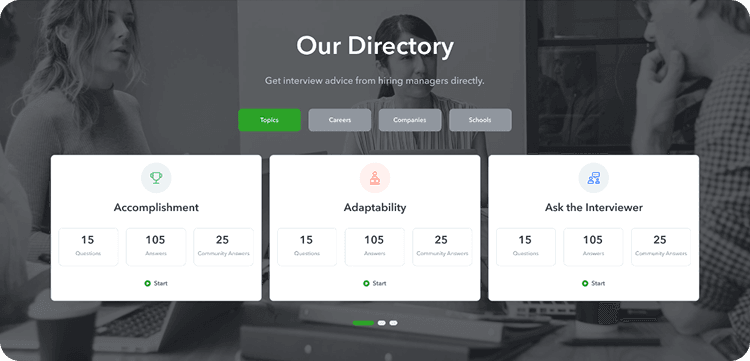 Our Directory
Get interview advice from hiring managers directly.
Topics Careers Companies Schools
Accomplishment
15 105 25
Questions Answers Community Answers
Start
Adaptability
15 105 25
Questions Answers Community Answers
Start
Ask the Interviewer
15 105 25
Questions Answers Community Answers
Start